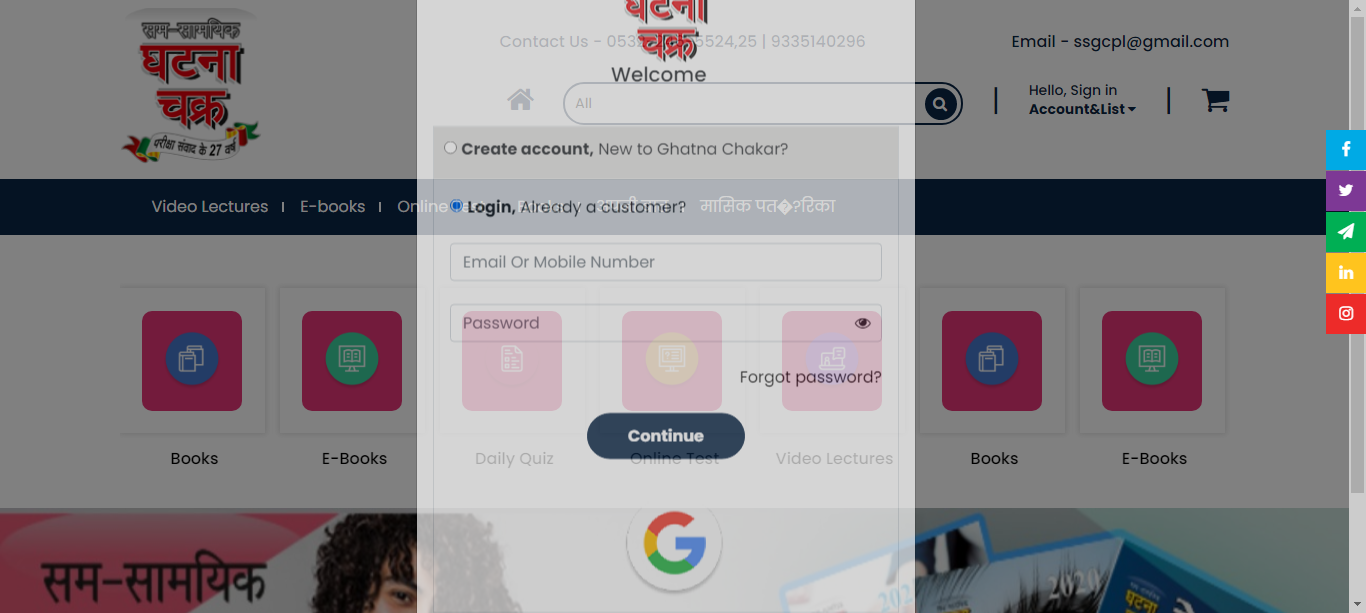 सम-सामयिक
घटना
चक्र
परीक्षा संवाद के 27 वर्ष
घटना
चक्र
Welcome
Contact Us - 0532- 5524,25 | 9335140296
Email - ssgcpl@gmail.com
All
Hello, Sign in
Account&List
Create account, New to Ghatna Chakar?
Video Lectures
E-books
Online
मासिक पत�?रिका
Login, Already a customer?
Email Or Mobile Number
Password
Forgot password?
Continue
Books
E-Books
Daily Quiz
Online Test
Video Lectures
Books
E-Books
सम-सामयिक
2020
2020
घटना
घटना